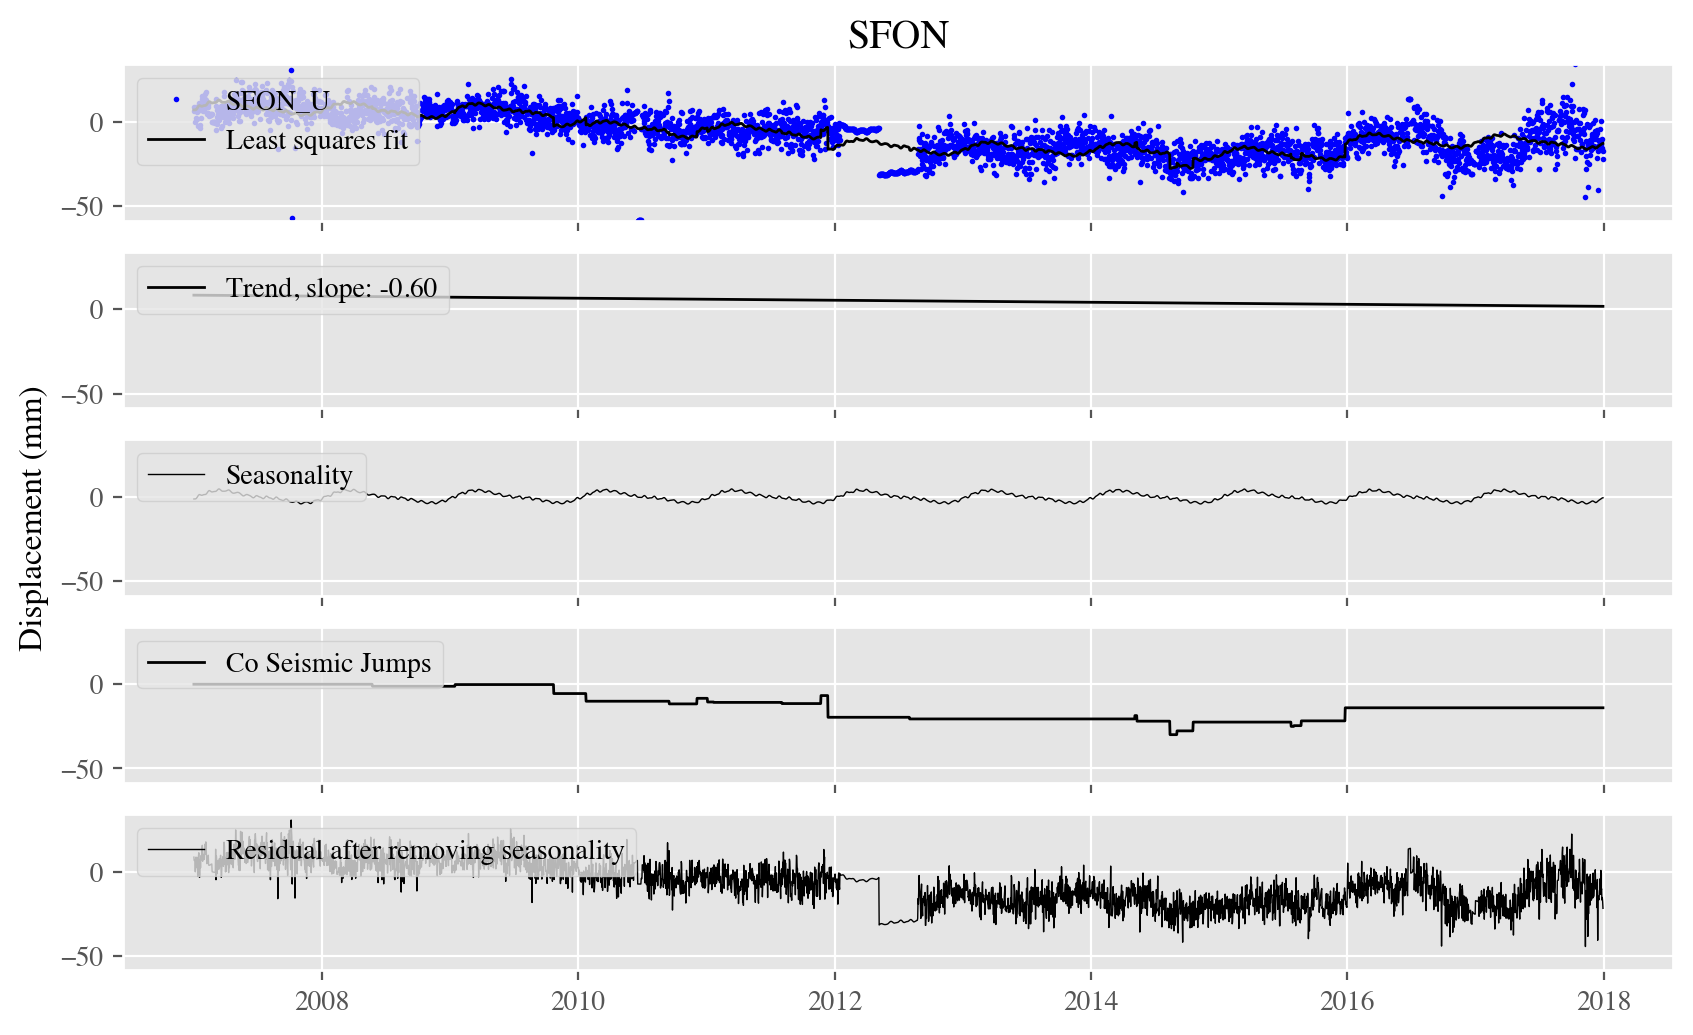 SFON
SFON_U
Least squares fit
0
−50
Trend, slope: -0.60
0
−50
Displacement (mm)
Seasonality
0
−50
Co Seismic Jumps
0
−50
Residual after removing seasonality
0
−50
2008 2010 2012 2014 2016 2018